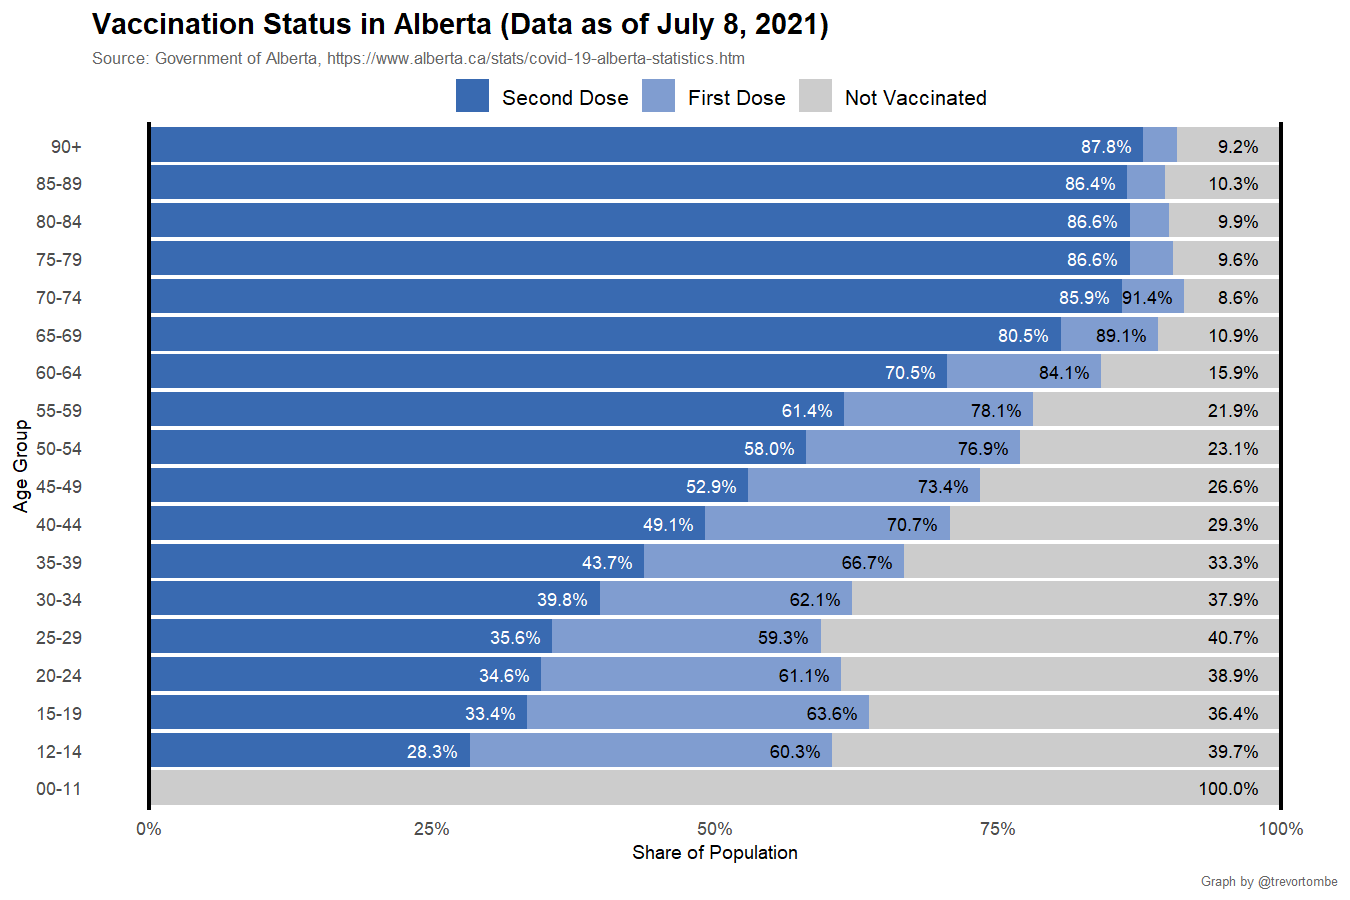 Vaccination Status in Alberta (Data as of July 8, 2021)
Source: Government of Alberta, https://www.alberta.ca/stats/covid-19-alberta-statistics.htm
Second Dose First Dose Not Vaccinated
90+ 87.8% 9.2%
85-89 86.4% 10.3%
80-84 86.6% 9.9%
75-79 86.6% 9.6%
70-74 85.9% 91.4% 8.6%
65-69 80.5% 89.1% 10.9%
60-64 70.5% 84.1% 15.9%
55-59 61.4% 78.1% 21.9%
50-54 58.0% 76.9% 23.1%
45-49 52.9% 73.4% 26.6%
40-44 49.1% 70.7% 29.3%
35-39 43.7% 66.7% 33.3%
30-34 39.8% 62.1% 37.9%
25-29 35.6% 59.3% 40.7%
20-24 34.6% 61.1% 38.9%
15-19 33.4% 63.6% 36.4%
12-14 28.3% 60.3% 39.7%
00-11 100.0%
Age Group
0% 25% 50% 75% 100%
Share of Population
Graph by @trevortombe